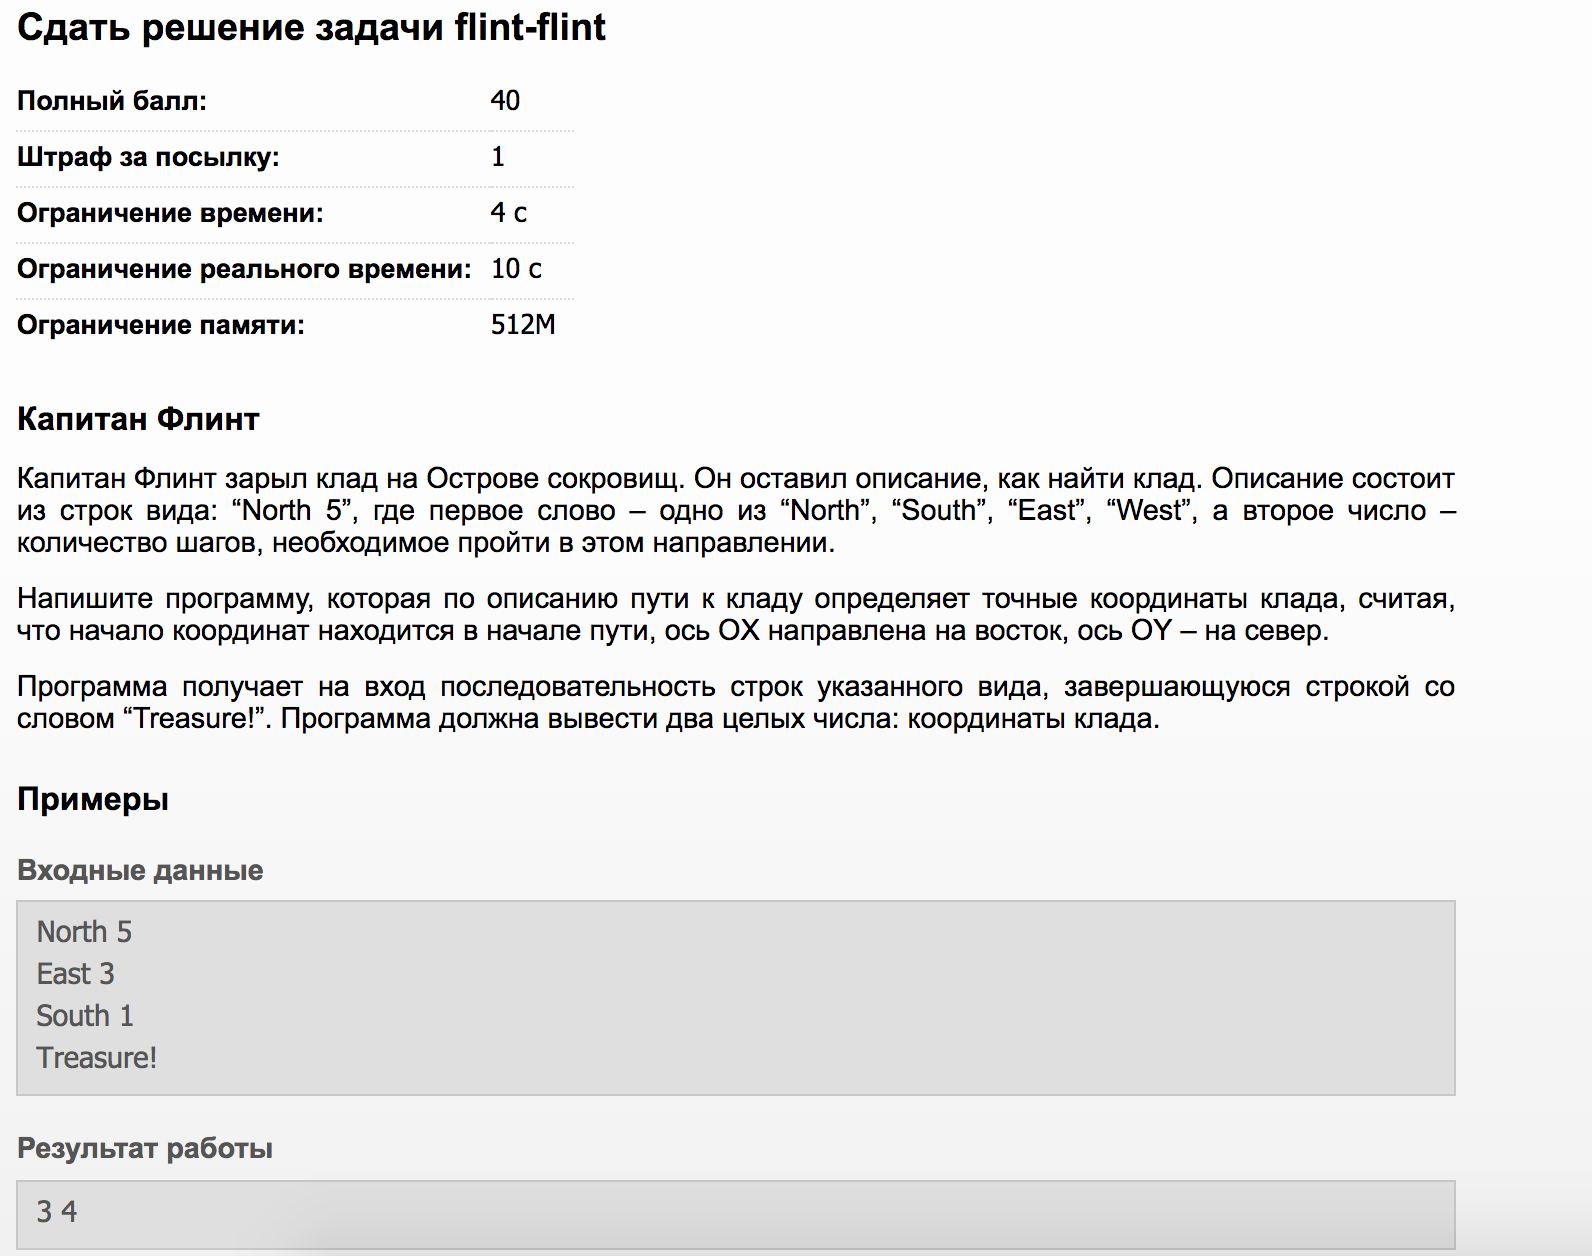 Сдать решение задачи flint-flint
Полный балл: 40
Штраф за посылку: 1
Ограничение времени: 4 с
Ограничение реального времени: 10 с
Ограничение памяти: 512M
Капитан Флинт
Капитан Флинт зарыл клад на Острове сокровищ. Он оставил описание, как найти клад. Описание состоит
из строк вида: “North 5”, где первое слово – одно из “North”, “South”, “East”, “West”, а второе число –
количество шагов, необходимое пройти в этом направлении.
Напишите программу, которая по описанию пути к кладу определяет точные координаты клада, считая,
что начало координат находится в начале пути, ось OX направлена на восток, ось OY – на север.
Программа получает на вход последовательность строк указанного вида, завершающуюся строкой со
словом “Treasure!”. Программа должна вывести два целых числа: координаты клада.
Примеры
Входные данные
North 5
East 3
South 1
Treasure!
Результат работы
3 4